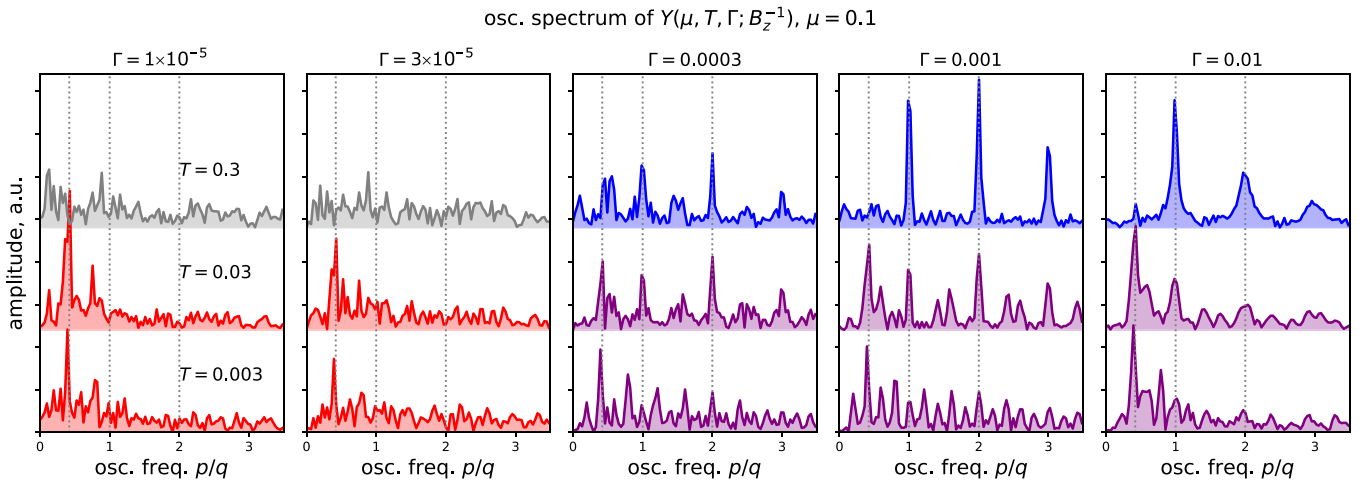 osc. spectrum of Y(μ, T, Γ; B_z^{-1}), μ = 0.1
Γ = 1×10^{-5}
Γ = 3×10^{-5}
Γ = 0.0003
Γ = 0.001
Γ = 0.01
amplitude, a.u.
T = 0.3
T = 0.03
T = 0.003
0 1 2 3
0 1 2 3
0 1 2 3
0 1 2 3
0 1 2 3
osc. freq. p/q
osc. freq. p/q
osc. freq. p/q
osc. freq. p/q
osc. freq. p/q